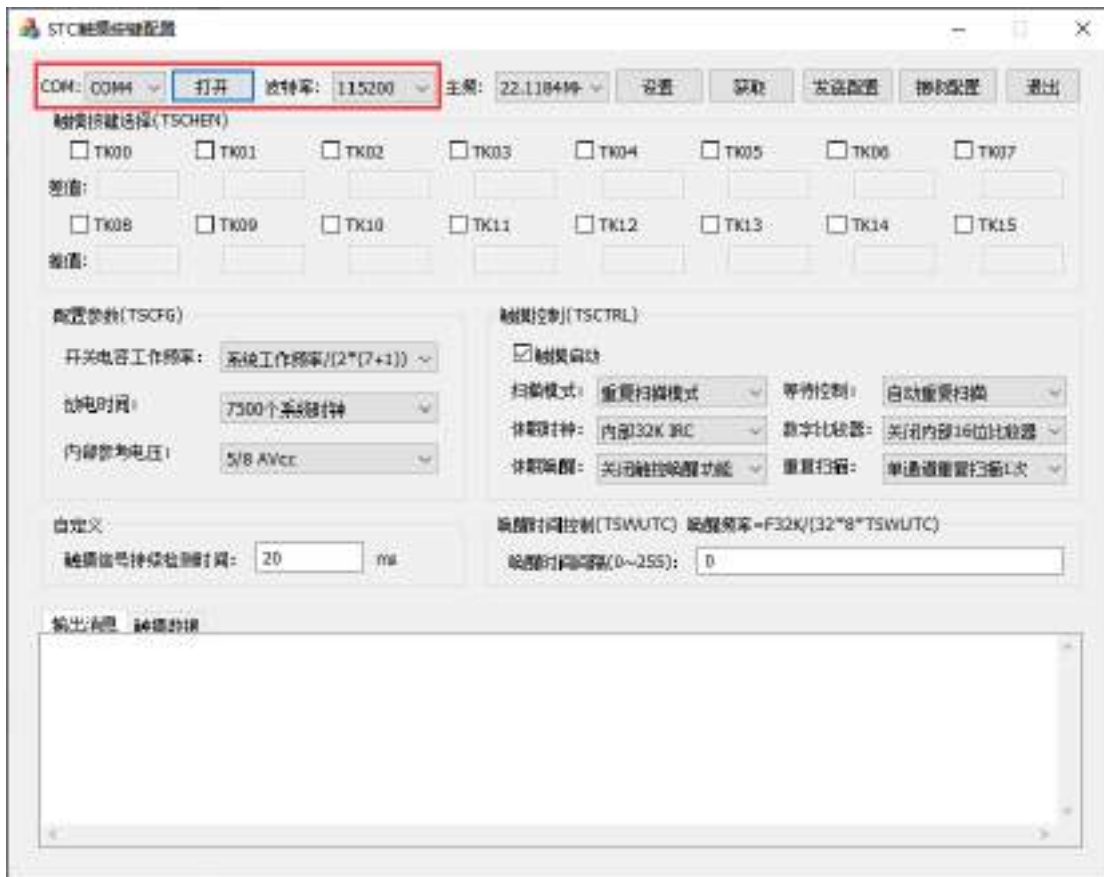 STC触摸按键配置
COM: COM4 打开 波特率: 115200 主频: 22.1184MH 设置 获取 发送配置 接收配置 退出
触摸按键选择(TSCHEN)
TK00 TK01 TK02 TK03 TK04 TK05 TK06 TK07
差值:
TK08 TK09 TK10 TK11 TK12 TK13 TK14 TK15
差值:
配置参数(TSCFG)
开关电容工作频率: 系统工作频率/(2*(7+1))
放电时间:
7500个系统时钟
内部参考电压:
5/8 AVcc
触摸控制(TSCTRL)
触摸启动
扫描模式: 重复扫描模式 等待控制: 自动重复扫描
休眠时钟: 内部32K IRC 数字比较器: 关闭内部16位比较器
休眠唤醒: 关闭触控唤醒功能 重复扫描: 单通道重复扫描1次
自定义
触摸信号持续检测时间: 20 ms
唤醒时间控制(TSWUTC) 唤醒频率=F32K/(32*8*TSWUTC)
唤醒时间间隔(0~255): 0
输出消息 触摸数据